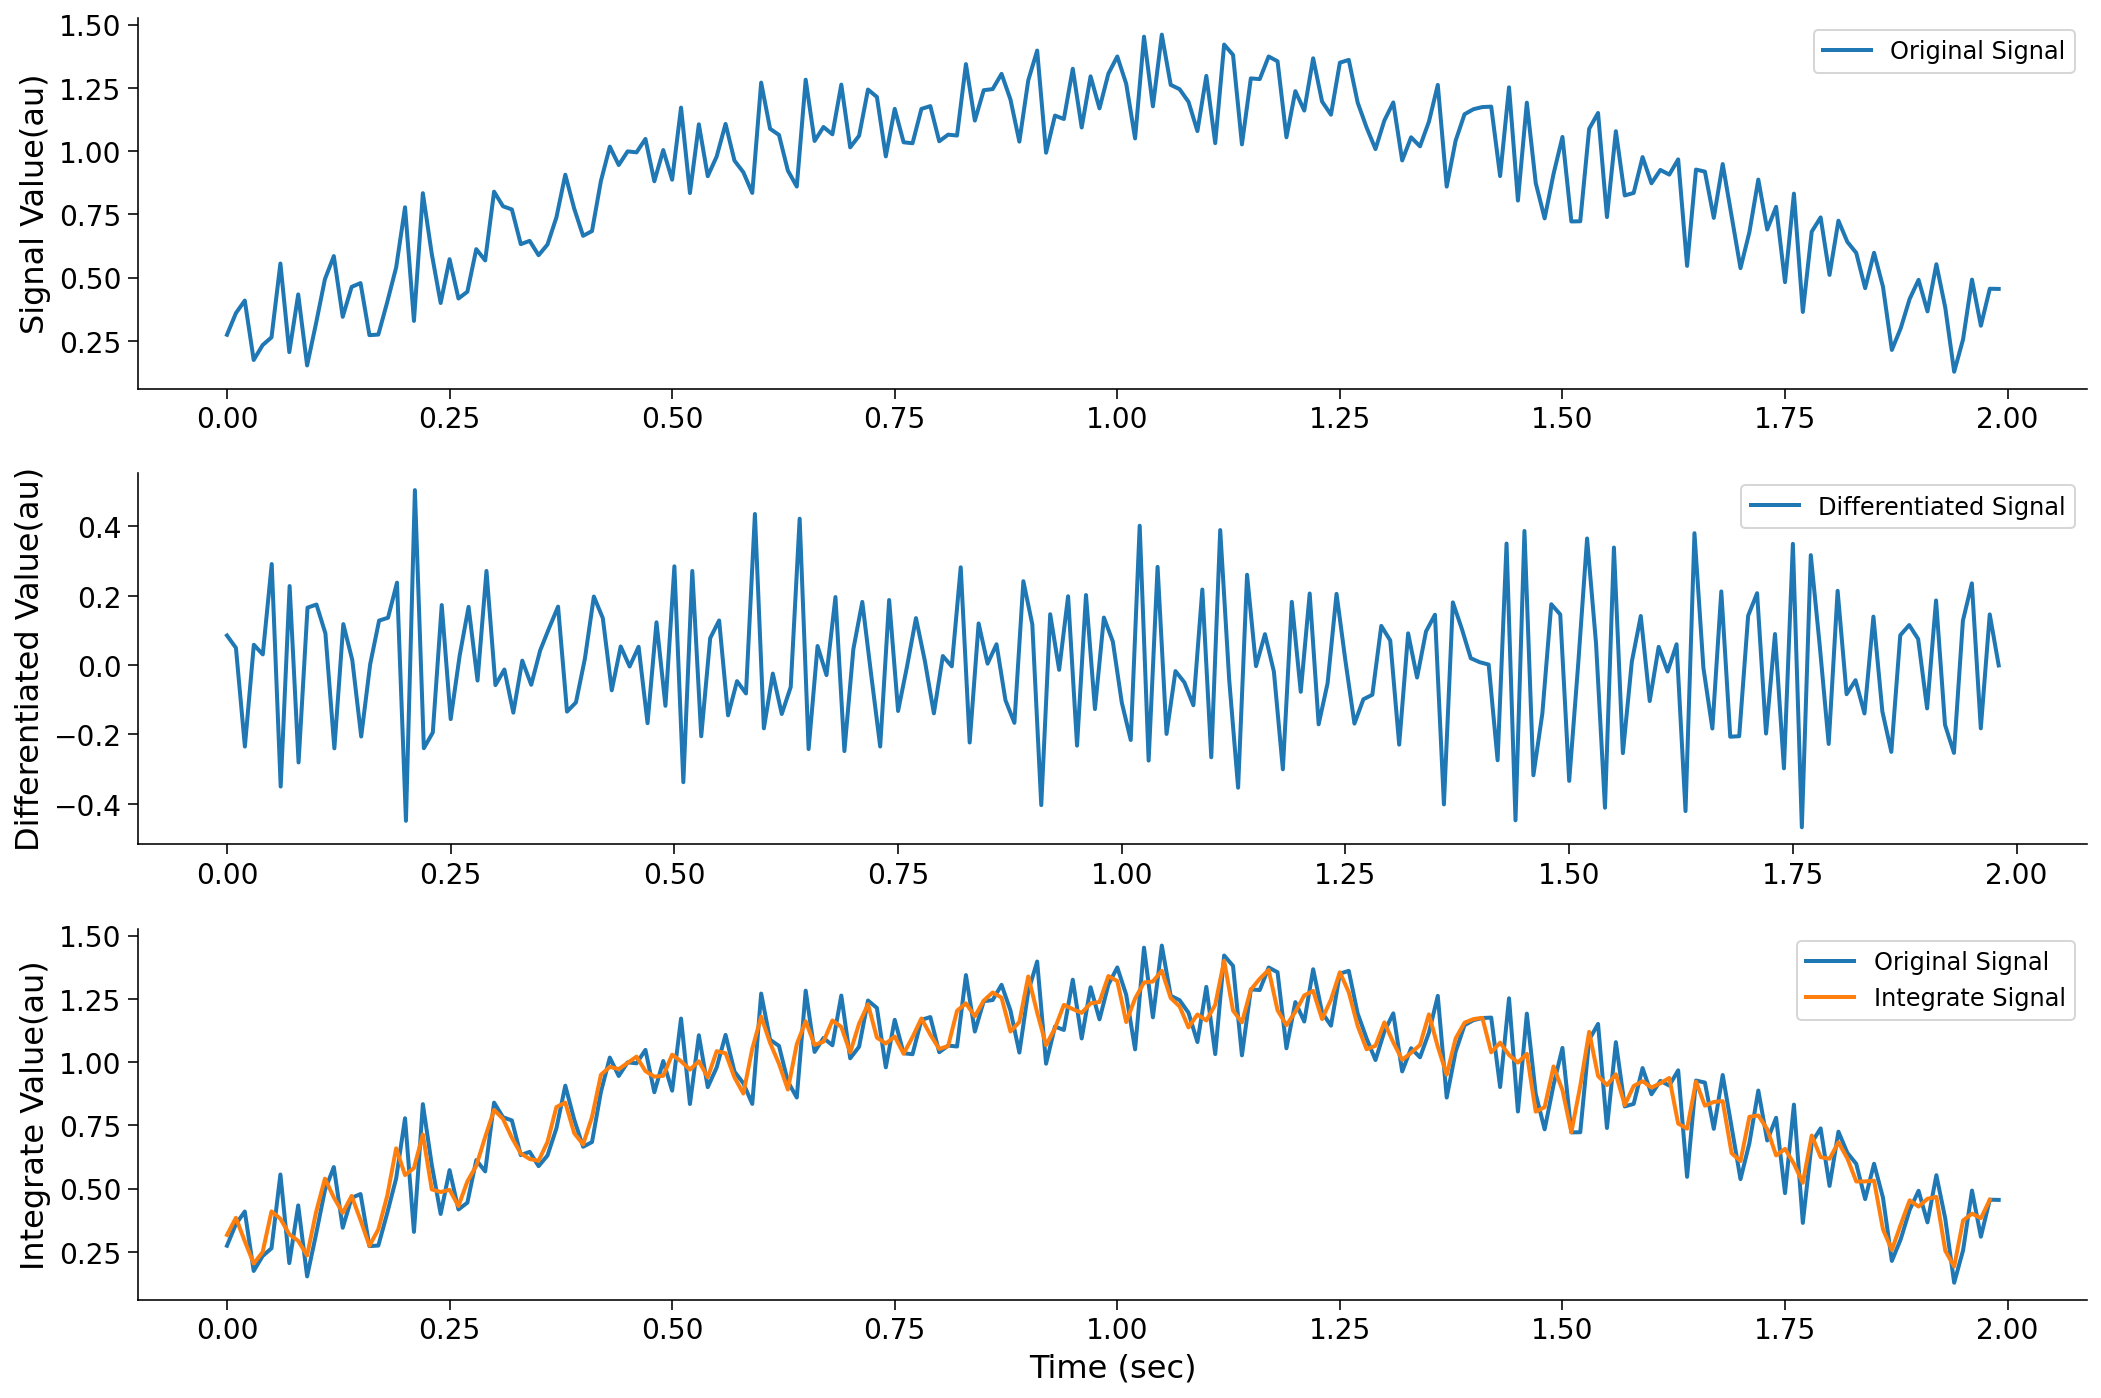 Signal Value(au)
1.50
1.25
1.00
0.75
0.50
0.25
Original Signal
0.00 0.25 0.50 0.75 1.00 1.25 1.50 1.75 2.00
Differentiated Value(au)
0.4
0.2
0.0
−0.2
−0.4
Differentiated Signal
0.00 0.25 0.50 0.75 1.00 1.25 1.50 1.75 2.00
Integrate Value(au)
1.50
1.25
1.00
0.75
0.50
0.25
Original Signal
Integrate Signal
0.00 0.25 0.50 0.75 1.00 1.25 1.50 1.75 2.00
Time (sec)